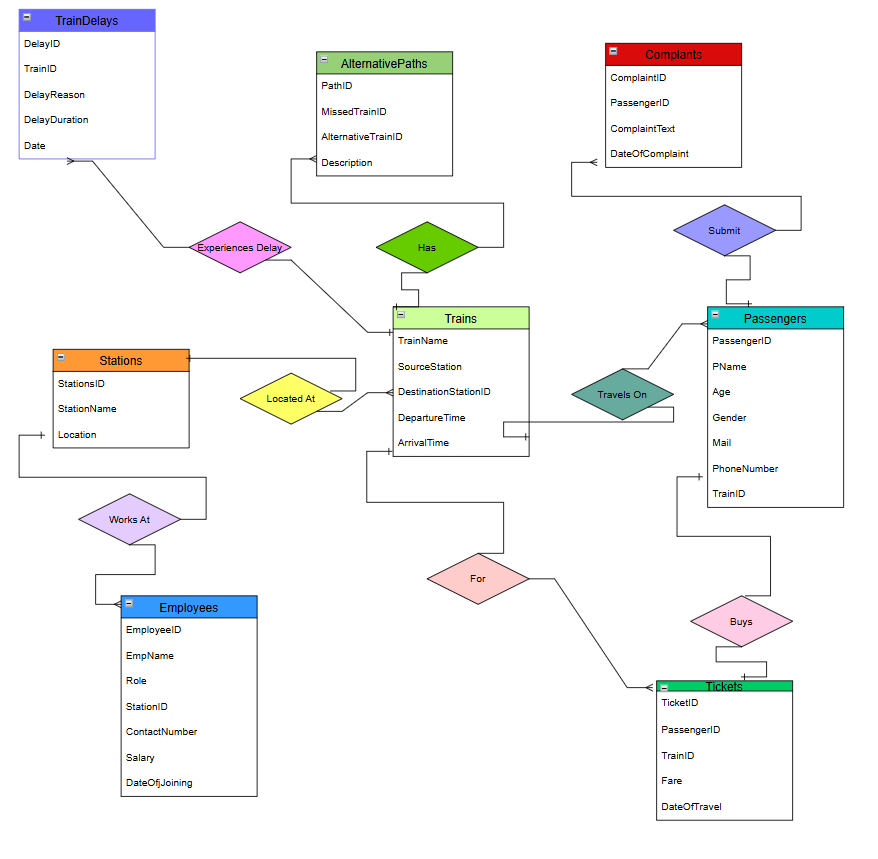 TrainDelays
DelayID
TrainID
DelayReason
DelayDuration
Date
AlternativePaths
PathID
MissedTrainID
AlternativeTrainID
Description
Complants
ComplaintID
PassengerID
ComplaintText
DateOfComplaint
Experiences Delay
Has
Submit
Trains
TrainName
SourceStation
DestinationStationID
DepartureTime
ArrivalTime
Passengers
PassengerID
PName
Age
Gender
Mail
PhoneNumber
TrainID
Stations
StationsID
StationName
Location
Located At
Travels On
Works At
For
Buys
Employees
EmployeeID
EmpName
Role
StationID
ContactNumber
Salary
DateOfjJoining
Tickets
TicketID
PassengerID
TrainID
Fare
DateOfTravel